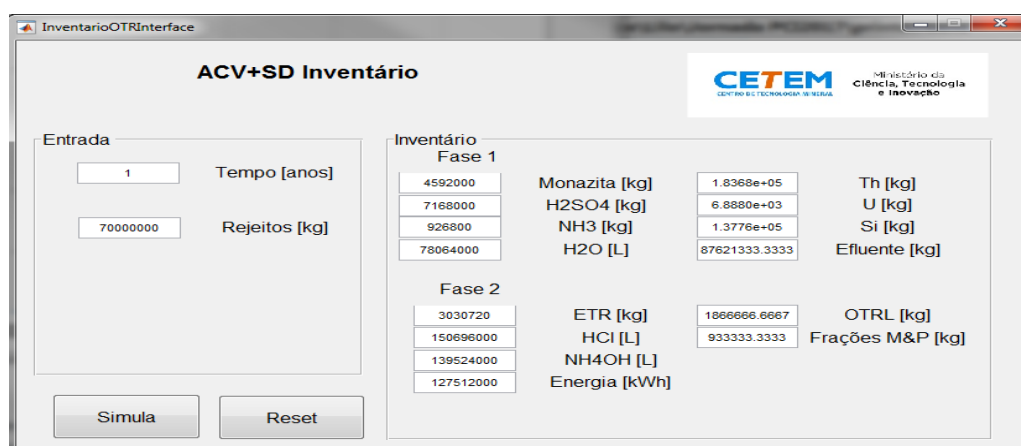 InventarioOTRInterface
ACV+SD Inventário
CETEM
CENTRO DE TECNOLOGIA MINERAL
Ministério da
Ciência, Tecnologia
e Inovação
Entrada
1 Tempo [anos]
70000000 Rejeitos [kg]
Simula
Reset
Inventário
Fase 1
4592000 Monazita [kg] 1.8368e+05 Th [kg]
7168000 H2SO4 [kg] 6.8880e+03 U [kg]
926800 NH3 [kg] 1.3776e+05 Si [kg]
78064000 H2O [L] 87621333.3333 Efluente [kg]
Fase 2
3030720 ETR [kg] 1866666.6667 OTRL [kg]
150696000 HCl [L] 933333.3333 Frações M&P [kg]
139524000 NH4OH [L]
127512000 Energia [kWh]